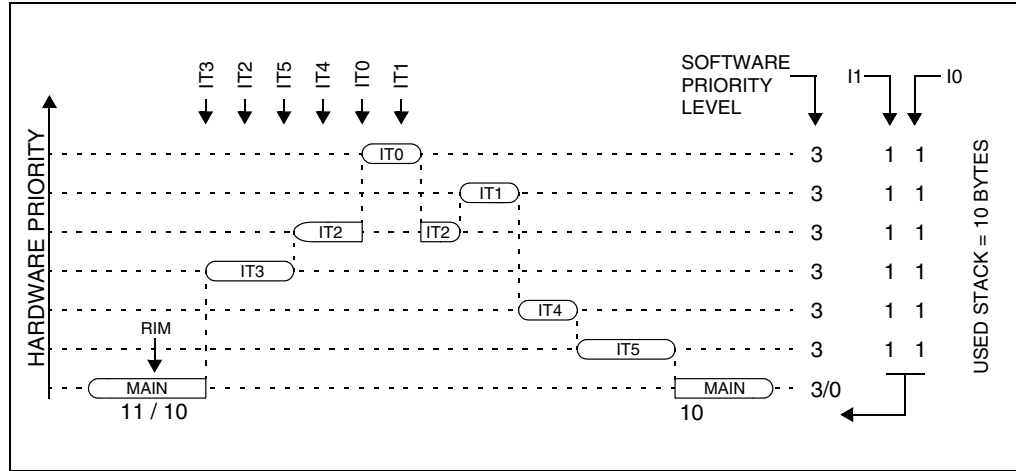 IT3
IT2
IT5
IT4
IT0
IT1
SOFTWARE
PRIORITY
LEVEL
I1
I0
HARDWARE PRIORITY
IT0
3
1 1
IT1
3
1 1
IT2
IT2
3
1 1
IT3
3
1 1
IT4
3
1 1
RIM
IT5
3
1 1
MAIN
MAIN
3/0
11 / 10
10
USED STACK = 10 BYTES